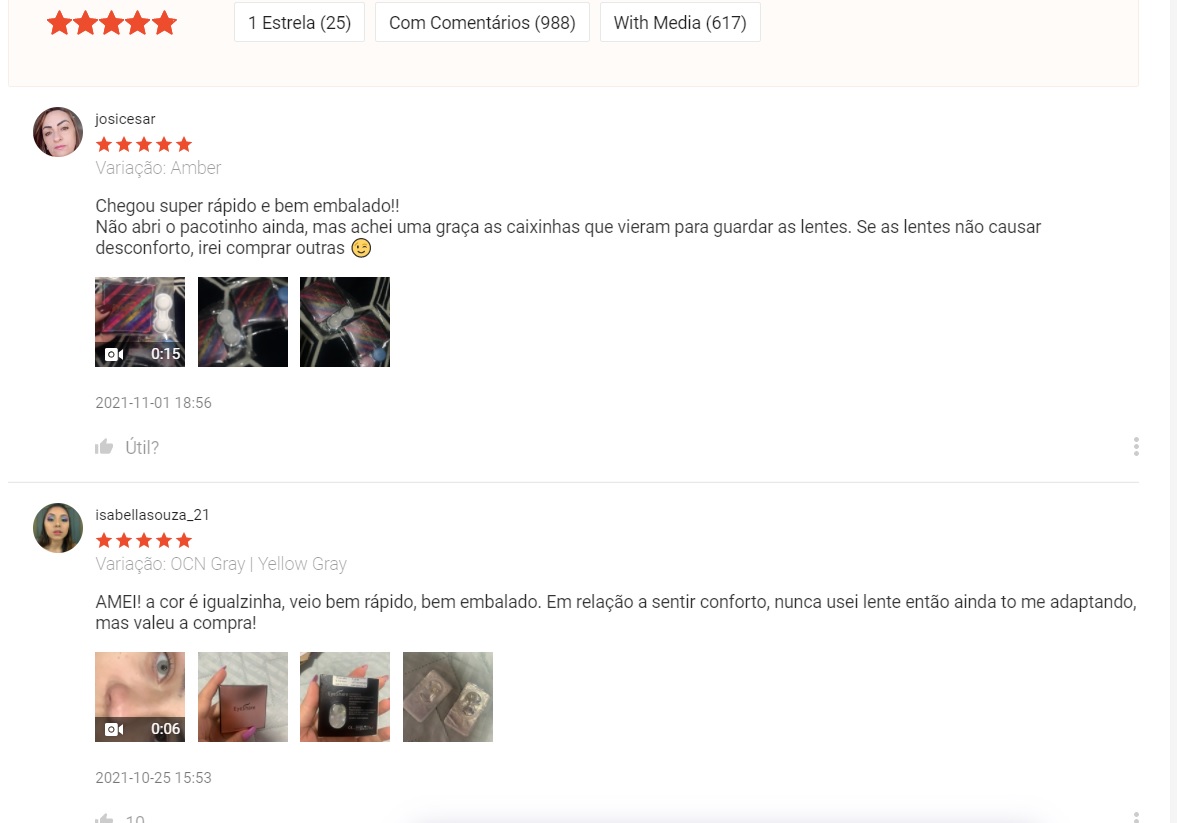 1 Estrela (25)
Com Comentários (988)
With Media (617)
josicesar
Variação: Amber
Chegou super rápido e bem embalado!!
Não abri o pacotinho ainda, mas achei uma graça as caixinhas que vieram para guardar as lentes. Se as lentes não causar
desconforto, irei comprar outras 😉
0:15
2021-11-01 18:56
Útil?
isabellasouza_21
Variação: OCN Gray | Yellow Gray
AMEI! a cor é igualzinha, veio bem rápido, bem embalado. Em relação a sentir conforto, nunca usei lente então ainda to me adaptando,
mas valeu a compra!
0:06
2021-10-25 15:53
10